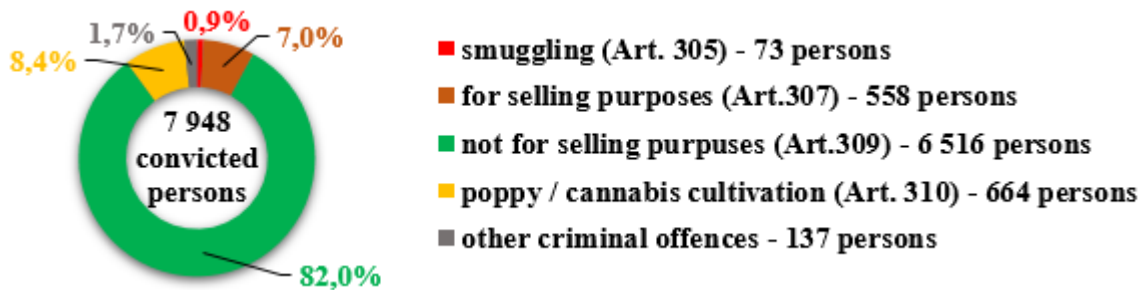 1,7%
0,9%
7,0%
8,4%
7 948
convicted
persons
82,0%
smuggling (Art. 305) - 73 persons
for selling purposes (Art.307) - 558 persons
not for selling purpuses (Art.309) - 6 516 persons
poppy / cannabis cultivation (Art. 310) - 664 persons
other criminal offences - 137 persons